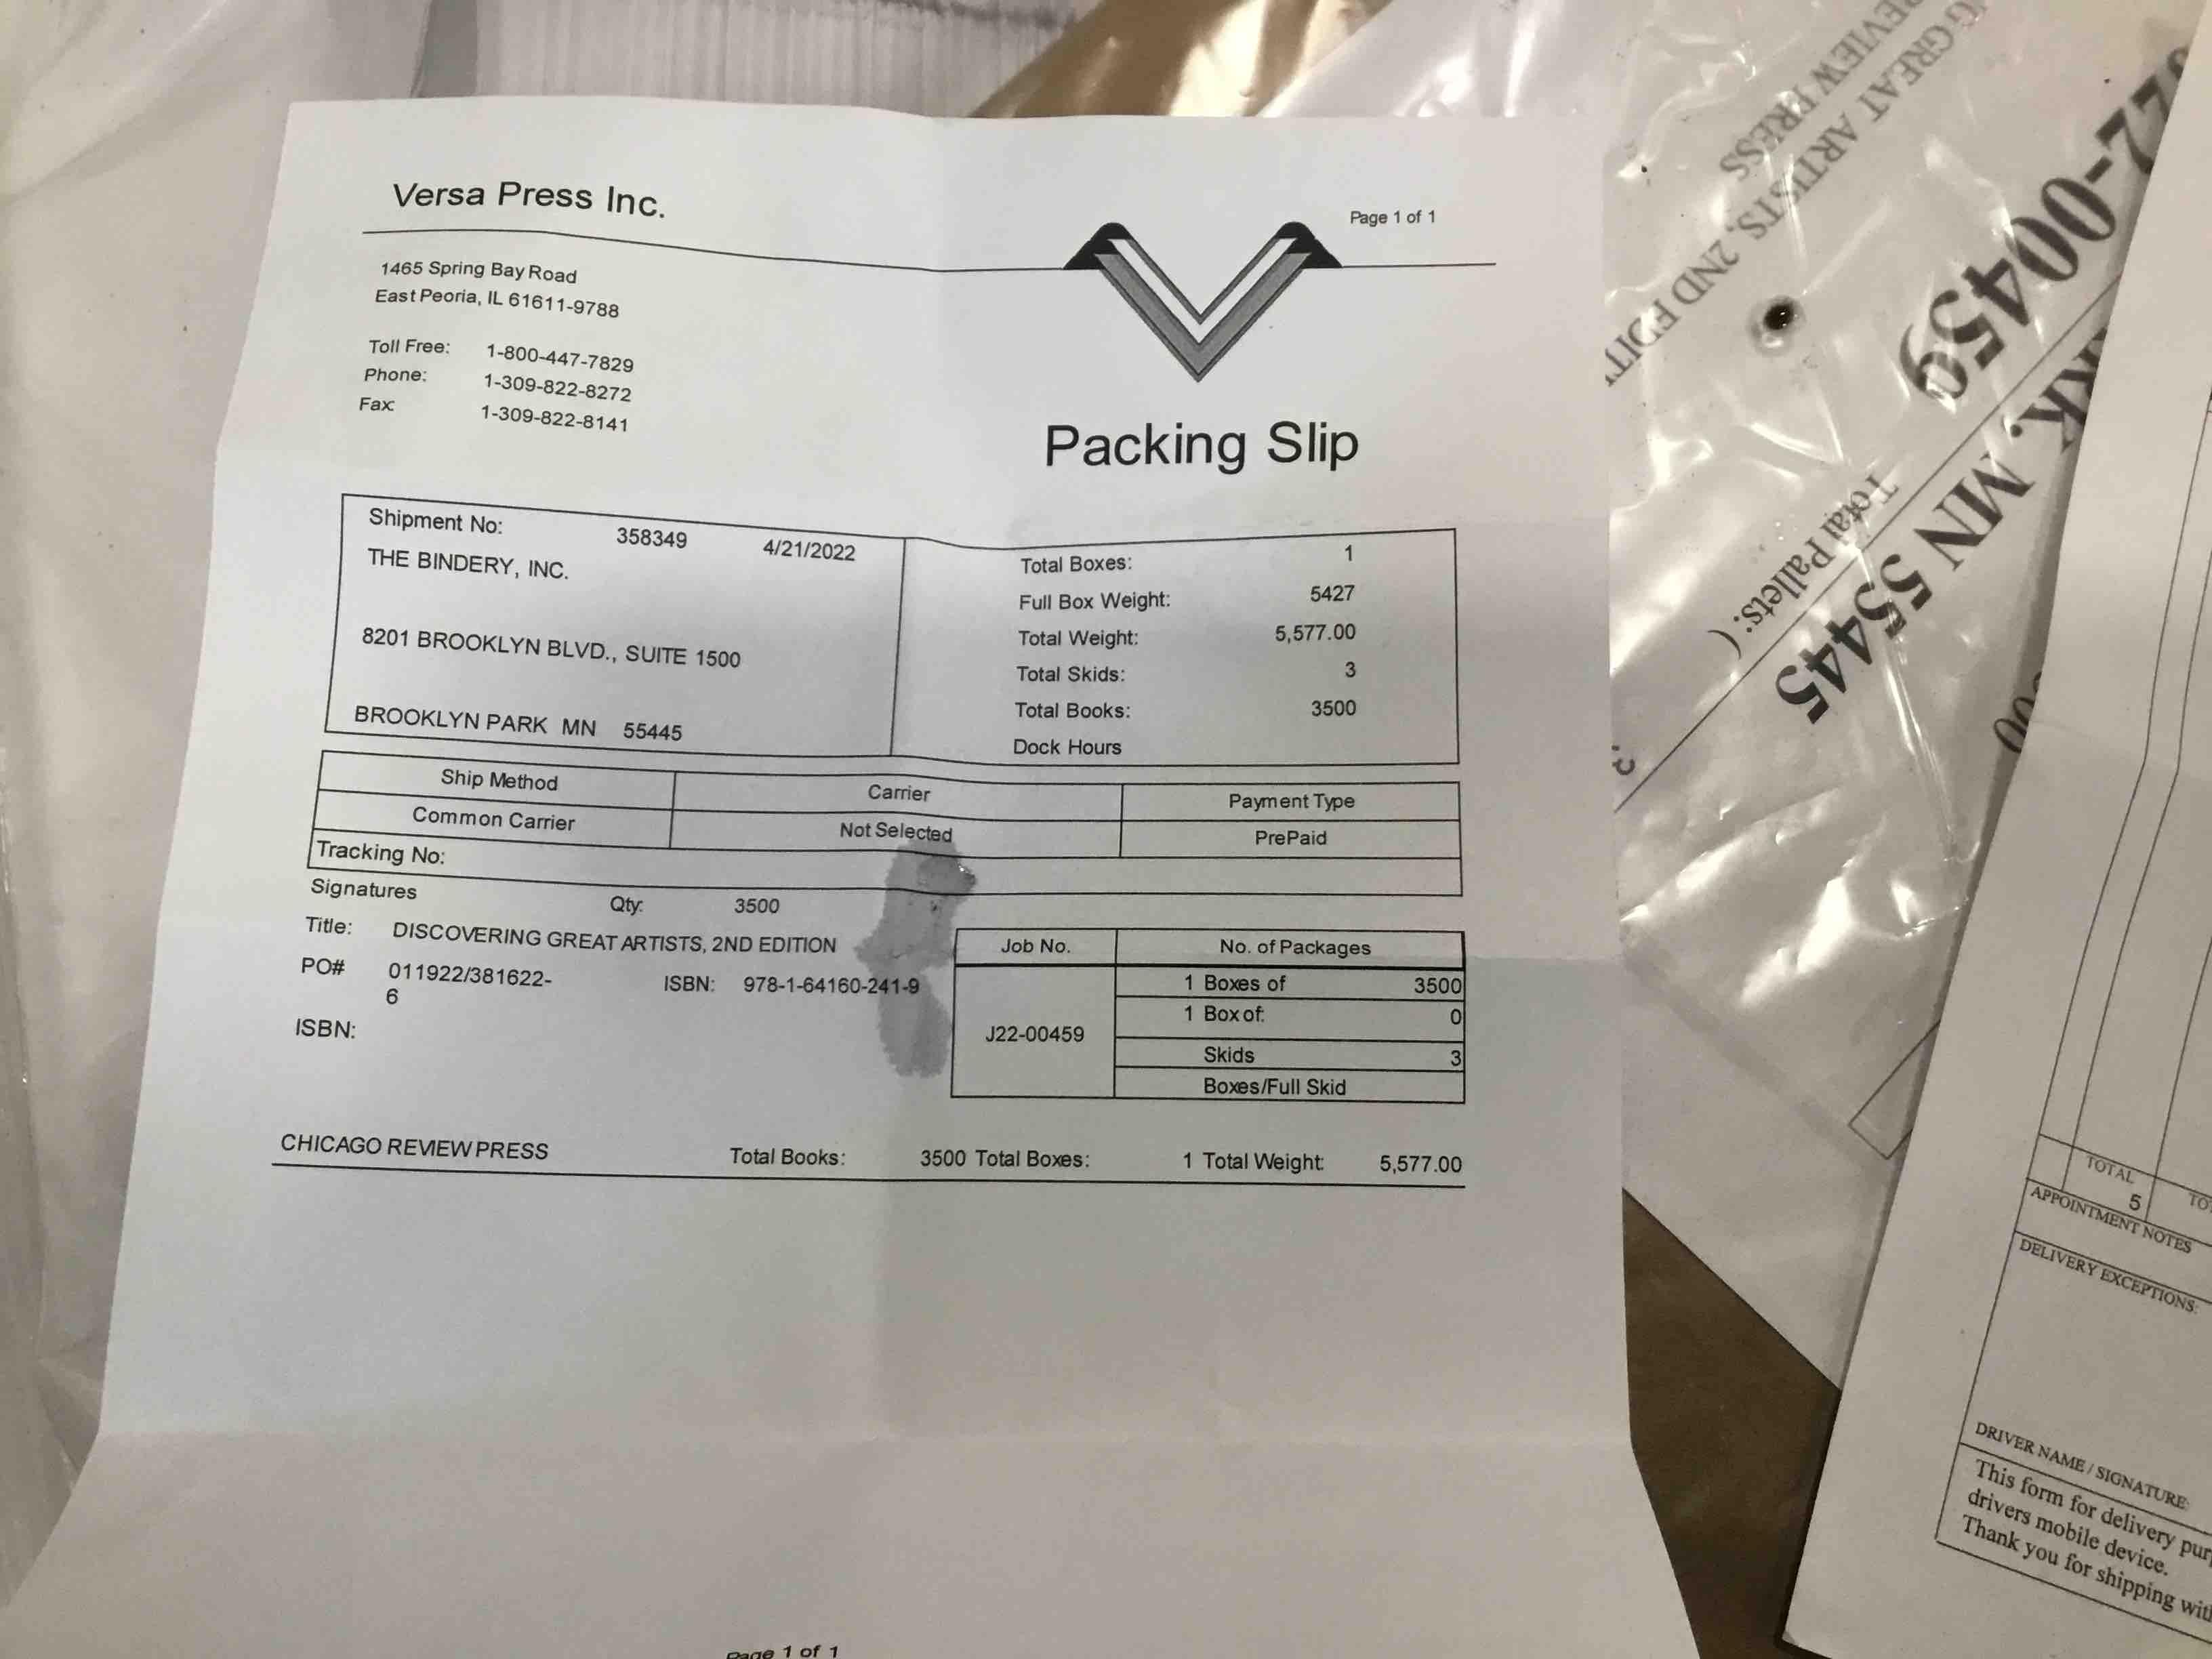 Versa Press Inc.
Page 1 of 1
1465 Spring Bay Road
East Peoria, IL 61611-9788
Toll Free: 1-800-447-7829
Phone: 1-309-822-8272
Fax: 1-309-822-8141
Packing Slip
Shipment No: 358349 4/21/2022
THE BINDERY, INC.
8201 BROOKLYN BLVD., SUITE 1500
BROOKLYN PARK MN 55445
Total Boxes: 1
Full Box Weight: 5427
Total Weight: 5,577.00
Total Skids: 3
Total Books: 3500
Dock Hours
Ship Method Carrier Payment Type
Common Carrier Not Selected PrePaid
Tracking No:
Signatures Qty: 3500
Title: DISCOVERING GREAT ARTISTS, 2ND EDITION
PO# 011922/381622-
6
ISBN: 978-1-64160-241-9
ISBN:
Job No. No. of Packages
J22-00459
1 Boxes of 3500
1 Box of: 0
Skids 3
Boxes/Full Skid
CHICAGO REVIEW PRESS Total Books: 3500 Total Boxes: 1 Total Weight: 5,577.00
Page 1 of 1
GREAT ARTISTS, 2ND
PRESS
22-00459
MN 55445
Total Pallets: (
TOTAL
5
APPOINTMENT NOTES
DELIVERY EXCEPTIONS:
DRIVER NAME / SIGNATURE:
This form for delivery
drivers mobile device.
Thank you for shipping